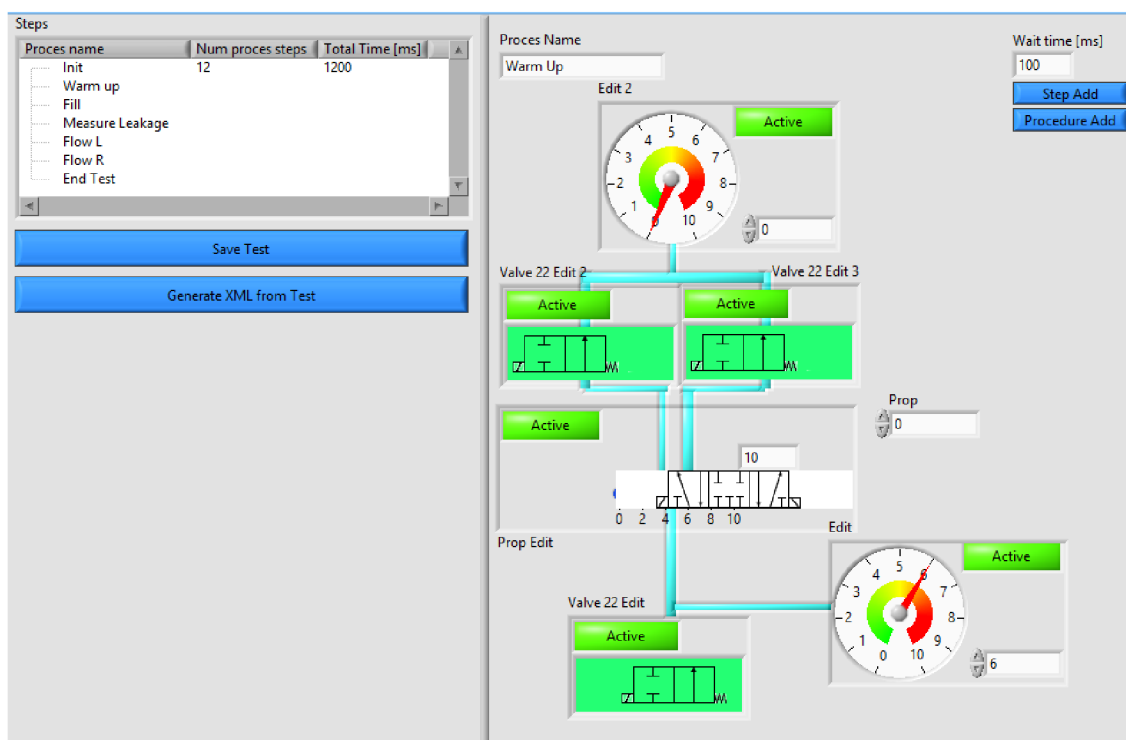 Steps
Proces name Num proces steps Total Time [ms]
Init 12 1200
Warm up
Fill
Measure Leakage
Flow L
Flow R
End Test
Save Test
Generate XML from Test
Proces Name
Warm Up
Wait time [ms]
100
Step Add
Procedure Add
Edit 2
Active
0 1 2 3 4 5 6 7 8 9 10
0
Valve 22 Edit 2
Active
Valve 22 Edit 3
Active
Active
Prop
0
10
0 2 4 6 8 10
Prop Edit
Edit
Active
0 1 2 3 4 5 6 7 8 9 10
6
Valve 22 Edit
Active